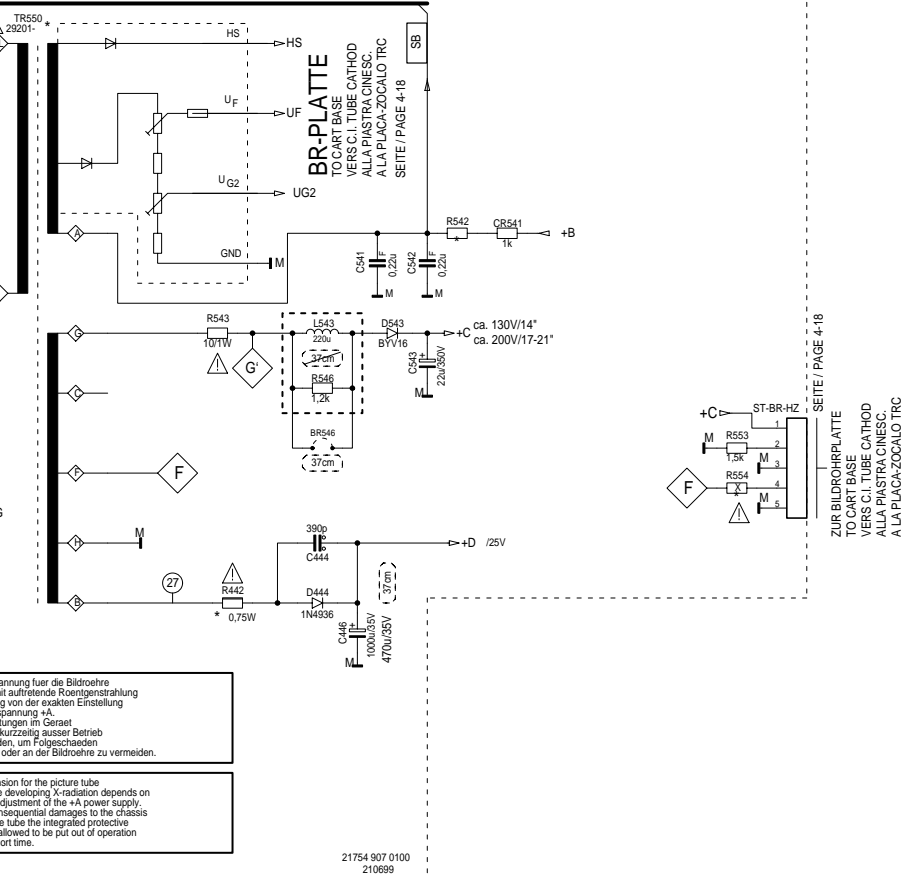 TR550
29201- *
HS
HS
SB
BR-PLATTE
TO CART BASE
VERS C.I. TUBE CATHOD
ALLA PIASTRA CINESC.
A LA PLACA-ZOCALO TRC
SEITE / PAGE 4-18
UF
UF
UG2
UG2
A
GND
M
R542
*
CR541
1k
+B
C541
F
0,22u
M
C542
F
0,22u
M
G
R543
10/1W
G'
L543
220u
37cm
R546
1,2k
BR546
37cm
D543
BYV16
+C
ca. 130V/14"
ca. 200V/17-21"
C543
+
22u/350V
M
C
F
F
H
M
B
27
R442
* 0,75W
390p
C444
D444
1N4936
+D /25V
C446
+
1000u/35V
470u/35V
37cm
M
+C
ST-BR-HZ
1
M
R553
1,5k
2
M
3
F
R554
X
*
4
M
5
SEITE / PAGE 4-18
ZUR BILDROHRPLATTE
TO CART BASE
VERS C.I. TUBE CATHOD
ALLA PIASTRA CINESC.
A LA PLACA-ZOCALO TRC
G
annung fuer die Bildroehre
it auftretende Roentgenstrahlung
g von der exakten Einstellung
spannung +A.
tungen im Geraet
kurzzeitig ausser Betrieb
den, um Folgeschaeden
oder an der Bildroehre zu vermeiden.
nsion for the picture tube
e developing X-radiation depends on
djustment of the +A power supply.
nsequential damages to the chassis
e tube the integrated protective
allowed to be put out of operation
ort time.
21754 907 0100
210699